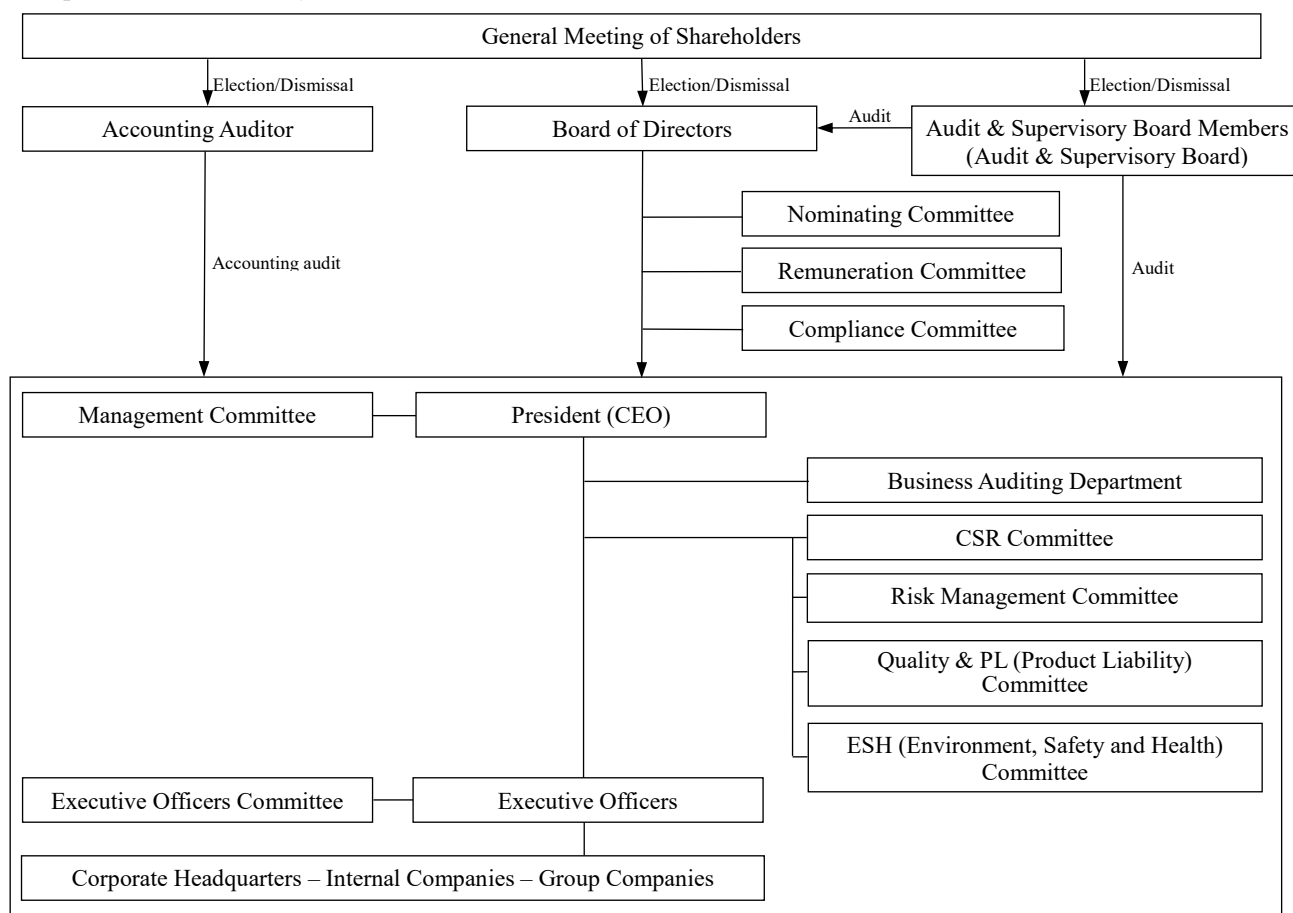 General Meeting of Shareholders
Election/Dismissal
Election/Dismissal
Election/Dismissal
Accounting Auditor
Board of Directors
Audit
Audit & Supervisory Board Members
(Audit & Supervisory Board)
Nominating Committee
Accounting audit
Remuneration Committee
Audit
Compliance Committee
Management Committee
President (CEO)
Business Auditing Department
CSR Committee
Risk Management Committee
Quality & PL (Product Liability)
Committee
ESH (Environment, Safety and Health)
Committee
Executive Officers Committee
Executive Officers
Corporate Headquarters – Internal Companies – Group Companies